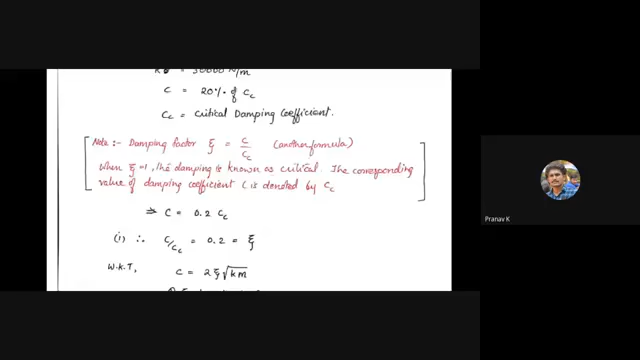 k = 30000 N/m
C = 20% of Cc
Cc = Critical Damping Coefficient.
Note :- Damping factor ξ = C/Cc (another formula)
When ξ=1, the damping is known as critical. The corresponding
value of damping coefficient C is denoted by Cc
⇒ C = 0.2 Cc
(i) ∴ C/Cc = 0.2 = ξ
W.K.T, C = 2ξ√km
Pranav K